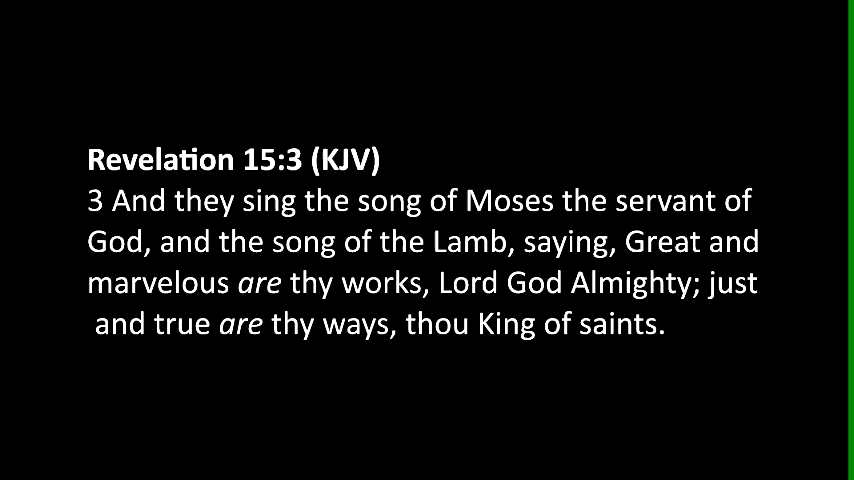 Revelation 15:3 (KJV)
3 And they sing the song of Moses the servant of
God, and the song of the Lamb, saying, Great and
marvelous are thy works, Lord God Almighty; just
and true are thy ways, thou King of saints.